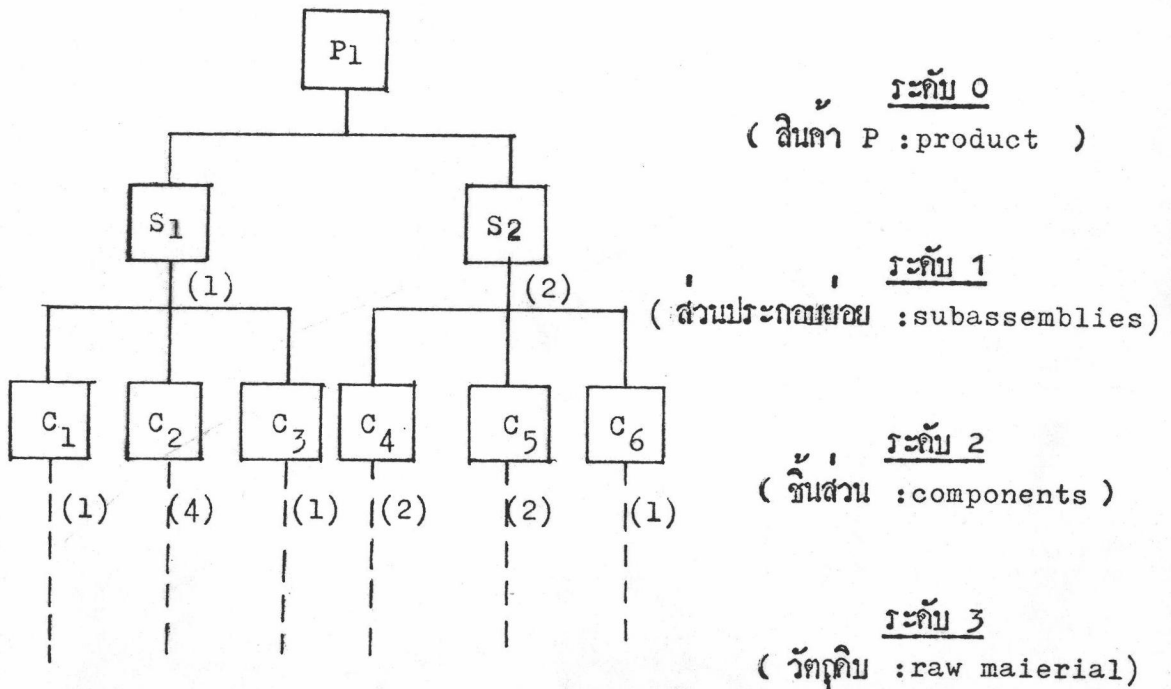 P1
ระดับ 0
( สินค้า P :product )
S1
S2
ระดับ 1
(1)
(2)
( ส่วนประกอบย่อย :subassemblies)
C1
C2
C3
C4
C5
C6
ระดับ 2
( ชิ้นส่วน :components )
(1)
(4)
(1)
(2)
(2)
(1)
ระดับ 3
( วัตถุดิบ :raw maierial)